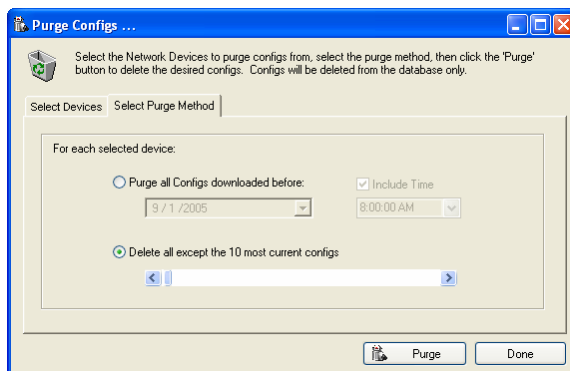 Purge Configs ...
Select the Network Devices to purge configs from, select the purge method, then click the 'Purge'
button to delete the desired configs. Configs will be deleted from the database only.
Select Devices Select Purge Method
For each selected device:
Purge all Configs downloaded before: Include Time
9 / 1 /2005 8:00:00 AM
Delete all except the 10 most current configs
Purge Done